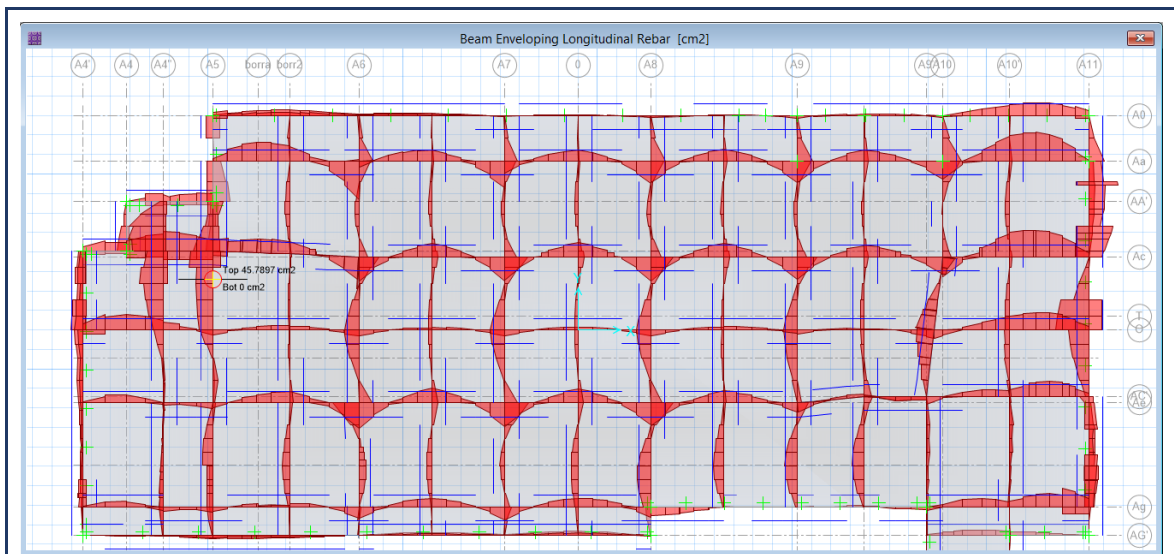 Beam Enveloping Longitudinal Rebar [cm2]
A4' A4 A4" A5 borra borr2 A6 A7 0 A8 A9 A9' A10 A10' A11
A0
Aa
AA'
Top 45.7897 cm2
Ac
Bot 0 cm2
Y
T
X
O
AC'
Ae
Ag
AG'